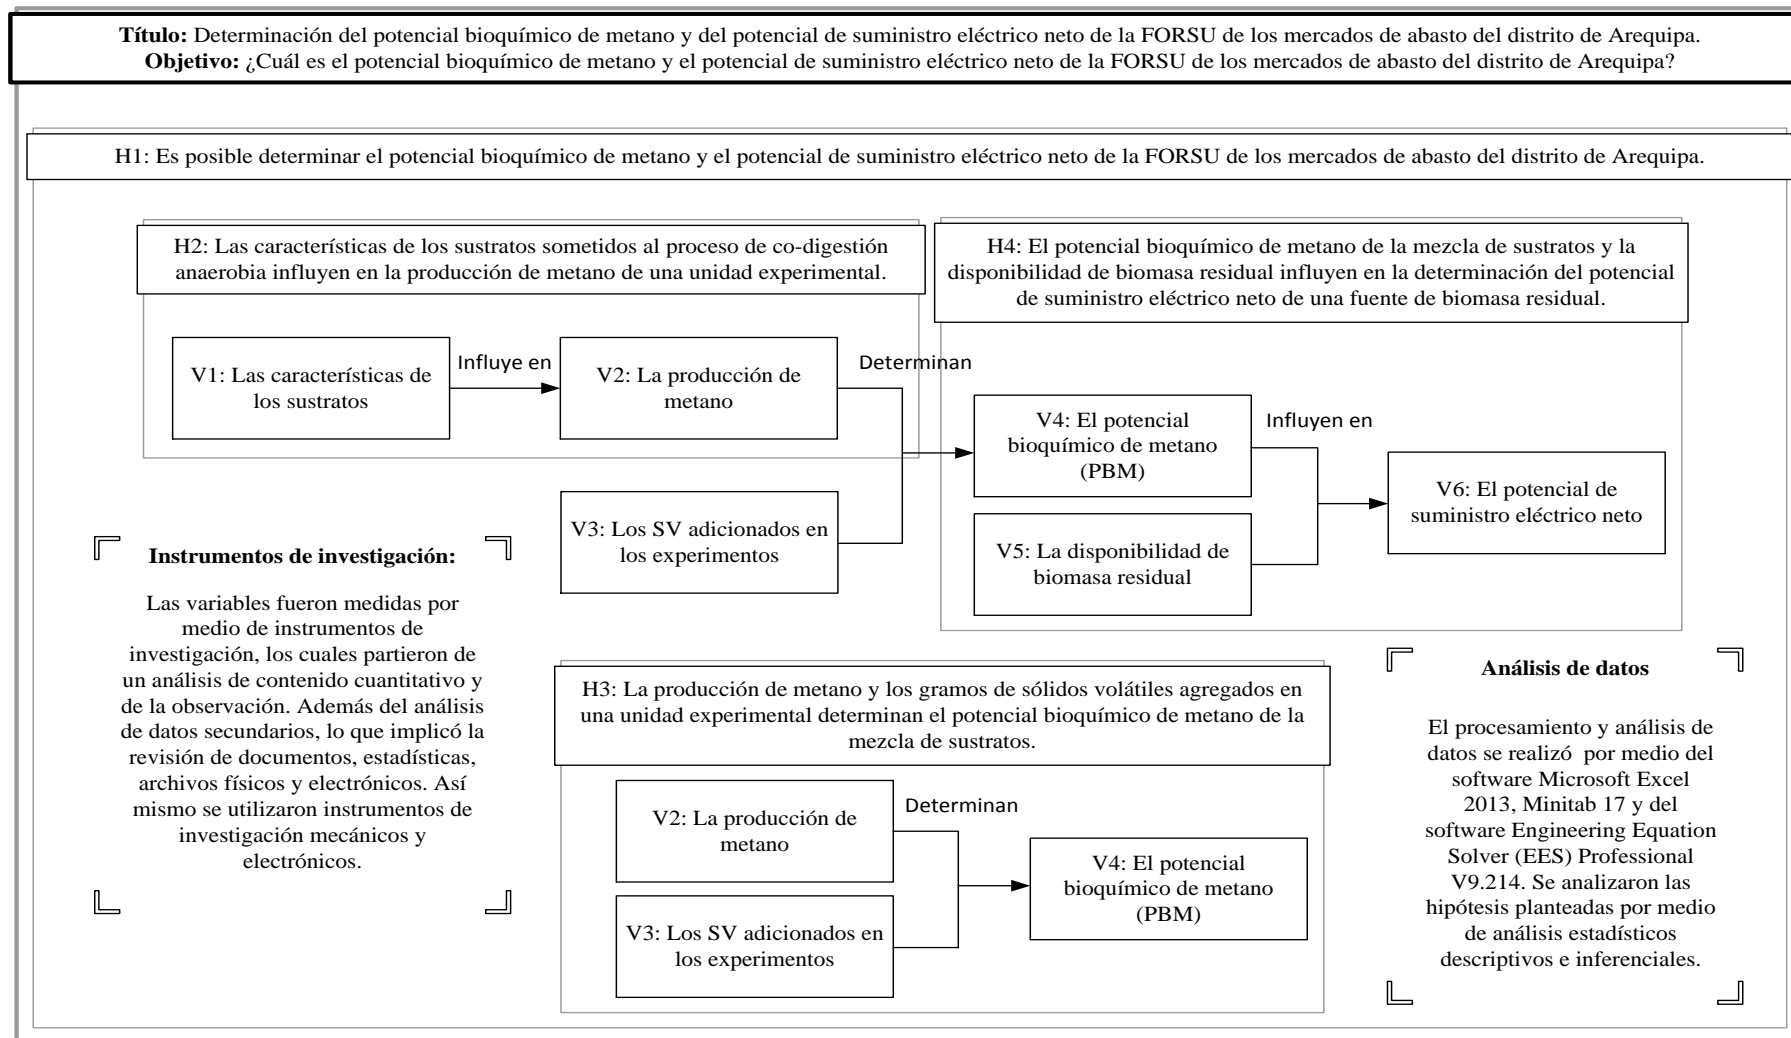 Título: Determinación del potencial bioquímico de metano y del potencial de suministro eléctrico neto de la FORSU de los mercados de abasto del distrito de Arequipa.
Objetivo: ¿Cuál es el potencial bioquímico de metano y el potencial de suministro eléctrico neto de la FORSU de los mercados de abasto del distrito de Arequipa?
H1: Es posible determinar el potencial bioquímico de metano y el potencial de suministro eléctrico neto de la FORSU de los mercados de abasto del distrito de Arequipa.
H2: Las características de los sustratos sometidos al proceso de co-digestión
anaerobia influyen en la producción de metano de una unidad experimental.
H4: El potencial bioquímico de metano de la mezcla de sustratos y la
disponibilidad de biomasa residual influyen en la determinación del potencial
de suministro eléctrico neto de una fuente de biomasa residual.
V1: Las características de
los sustratos
Influye en
V2: La producción de
metano
Determinan
V3: Los SV adicionados en
los experimentos
V4: El potencial
bioquímico de metano
(PBM)
Influyen en
V5: La disponibilidad de
biomasa residual
V6: El potencial de
suministro eléctrico neto
Instrumentos de investigación:
Las variables fueron medidas por
medio de instrumentos de
investigación, los cuales partieron de
un análisis de contenido cuantitativo y
de la observación. Además del análisis
de datos secundarios, lo que implicó la
revisión de documentos, estadísticas,
archivos físicos y electrónicos. Así
mismo se utilizaron instrumentos de
investigación mecánicos y
electrónicos.
H3: La producción de metano y los gramos de sólidos volátiles agregados en
una unidad experimental determinan el potencial bioquímico de metano de la
mezcla de sustratos.
V2: La producción de
metano
Determinan
V3: Los SV adicionados en
los experimentos
V4: El potencial
bioquímico de metano
(PBM)
Análisis de datos
El procesamiento y análisis de
datos se realizó por medio del
software Microsoft Excel
2013, Minitab 17 y del
software Engineering Equation
Solver (EES) Professional
V9.214. Se analizaron las
hipótesis planteadas por medio
de análisis estadísticos
descriptivos e inferenciales.